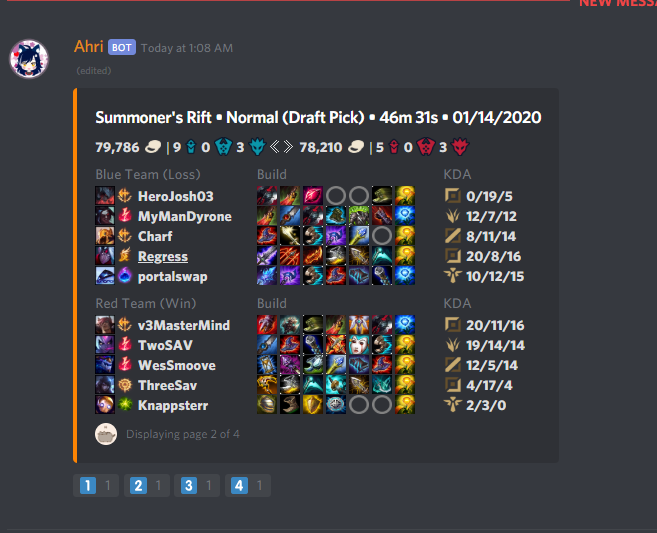 NEW MESSA
Ahri BOT Today at 1:08 AM
(edited)
Summoner's Rift • Normal (Draft Pick) • 46m 31s • 01/14/2020
79,786 | 9 0 3 78,210 | 5 0 3
Blue Team (Loss) Build KDA
HeroJosh03 0/19/5
MyManDyrone 12/7/12
Charf 8/11/14
Regress 20/8/16
portalswap 10/12/15
Red Team (Win) Build KDA
v3MasterMind 20/11/16
TwoSAV 19/14/14
WesSmoove 12/5/14
ThreeSav 4/17/4
Knappsterr 2/3/0
Displaying page 2 of 4
1 1 2 1 3 1 4 1